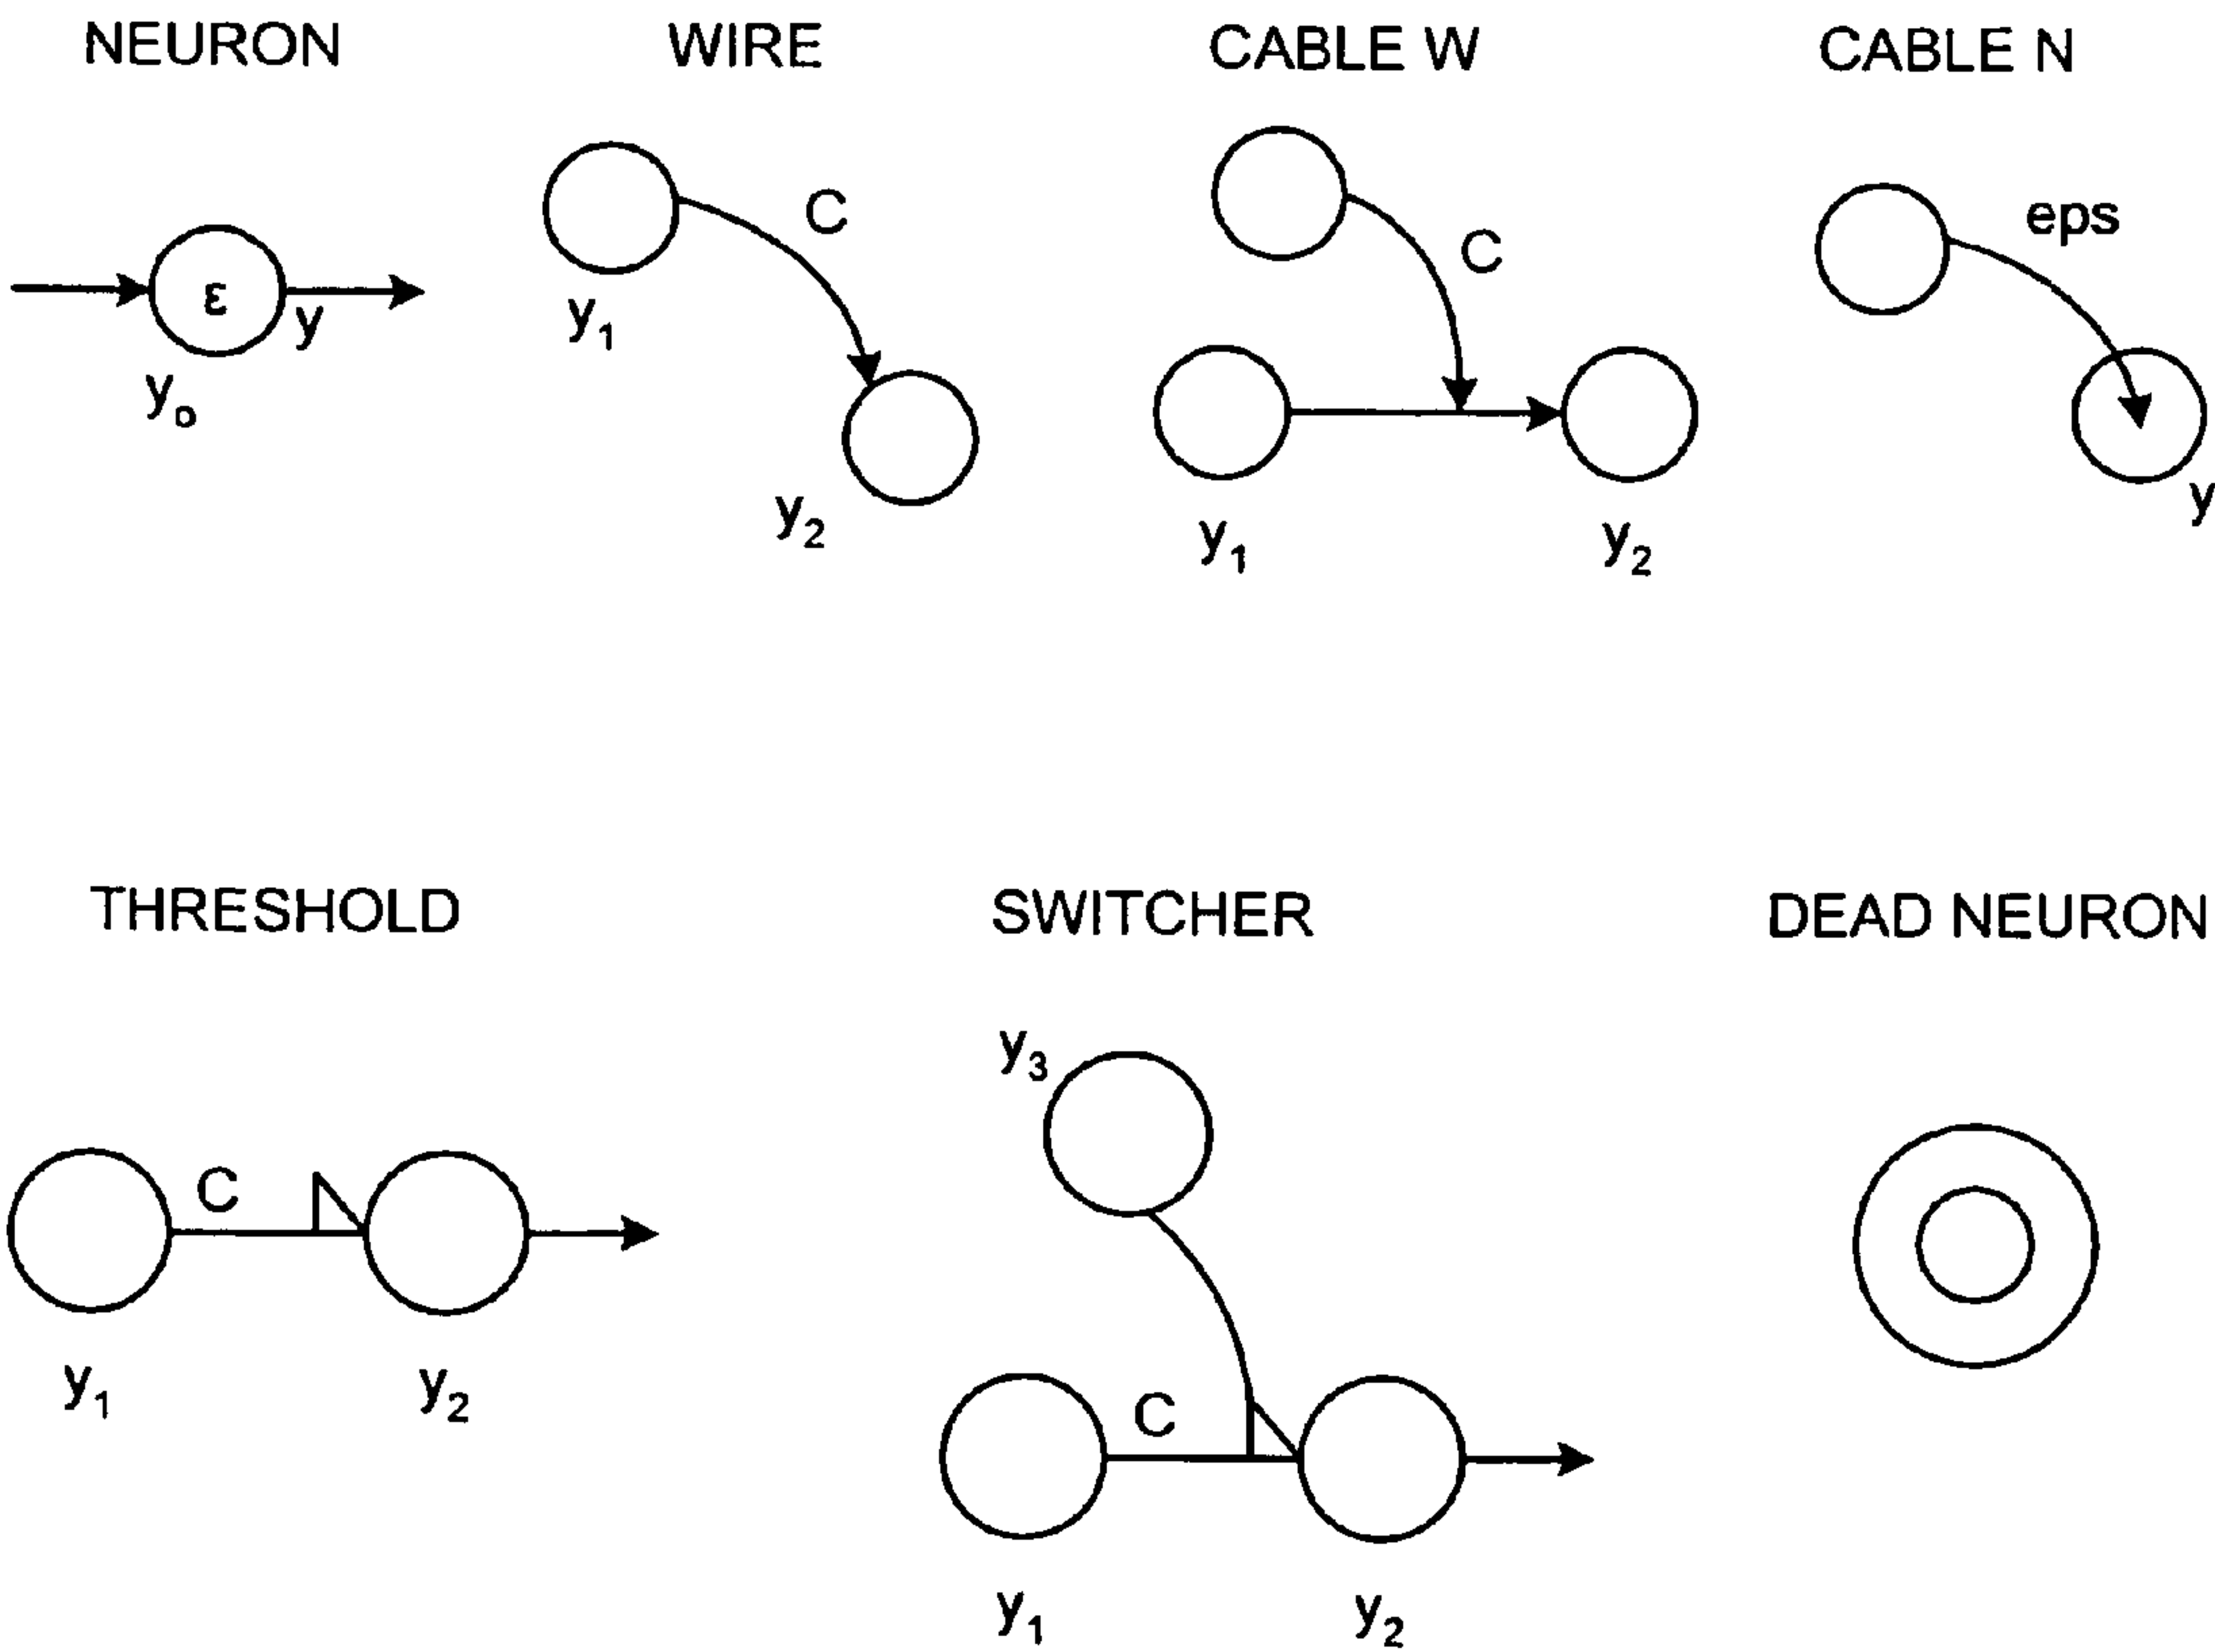 NEURON
ε
y
y₀
WIRE
C
y₁
y₂
CABLE W
C
y₁
y₂
CABLE N
eps
y
THRESHOLD
C
y₁
y₂
SWITCHER
y₃
C
y₁
y₂
DEAD NEURON